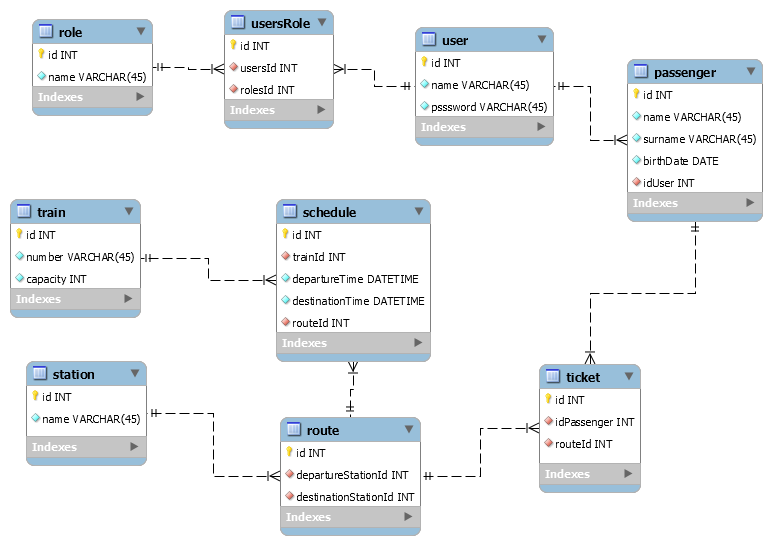 role
id INT
name VARCHAR(45)
Indexes
usersRole
id INT
usersId INT
rolesId INT
Indexes
user
id INT
name VARCHAR(45)
psssword VARCHAR(45)
Indexes
passenger
id INT
name VARCHAR(45)
surname VARCHAR(45)
birthDate DATE
idUser INT
Indexes
train
id INT
number VARCHAR(45)
capacity INT
Indexes
schedule
id INT
trainId INT
departureTime DATETIME
destinationTime DATETIME
routeId INT
Indexes
station
id INT
name VARCHAR(45)
Indexes
route
id INT
departureStationId INT
destinationStationId INT
Indexes
ticket
id INT
idPassenger INT
routeId INT
Indexes